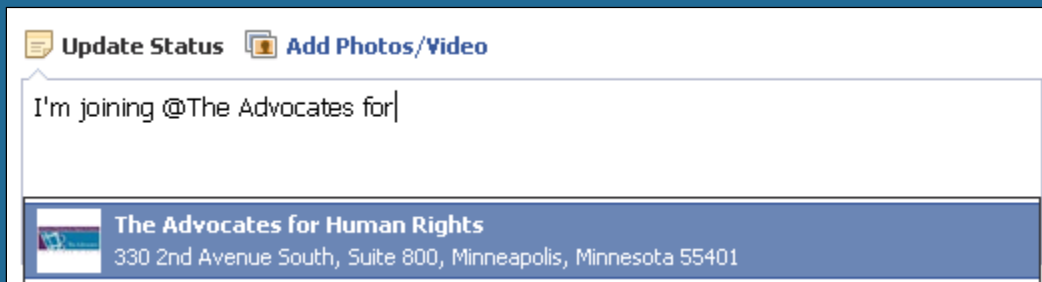 Update Status Add Photos/Video
I'm joining @The Advocates for
The Advocates for Human Rights
330 2nd Avenue South, Suite 800, Minneapolis, Minnesota 55401